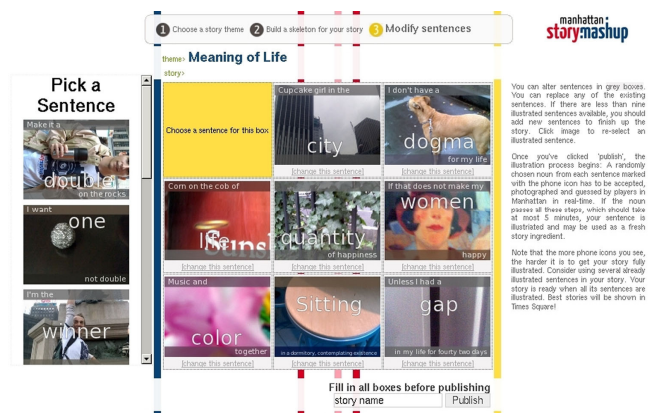 1 Choose a story theme 2 Build a skeleton for your story 3 Modify sentences
manhattan
story:mashup
theme› Meaning of Life
story›
Pick a
Sentence
Make it a
double
on the rocks
I want
one
not double
I'm the
winner
Choose a sentence for this box
Cupcake girl in the
city
[change this sentence]
I don't have a
dogma
for my life
[change this sentence]
Corn on the cob of
life
[change this sentence]
quantity
of happiness
[change this sentence]
If that does not make my
women
happy
[change this sentence]
Music and
color
together
[change this sentence]
Sitting
in a dormitory, contemplating existence
[change this sentence]
Unless I had a
gap
in my life for fourty two days
[change this sentence]
Fill in all boxes before publishing
story name Publish
You can alter sentences in grey boxes.
You can replace any of the existing
sentences. If there are less than nine
illustrated sentences available, you should
add new sentences to finish up the
story. Click image to re-select an
illustrated sentence.
Once you've clicked 'publish', the
illustration process begins: A randomly
chosen noun from each sentence marked
with the phone icon has to be accepted,
photographed and guessed by players in
Manhattan in real-time. If the noun
passes all these steps, which should take
at most 5 minutes, your sentence is
illustrated and may be used as a fresh
story ingredient.
Note that the more phone icons you see,
the harder it is to get your story fully
illustrated. Consider using several already
illustrated sentences in your story. Your
story is ready when all its sentences are
illustrated. Best stories will be shown in
Times Square!